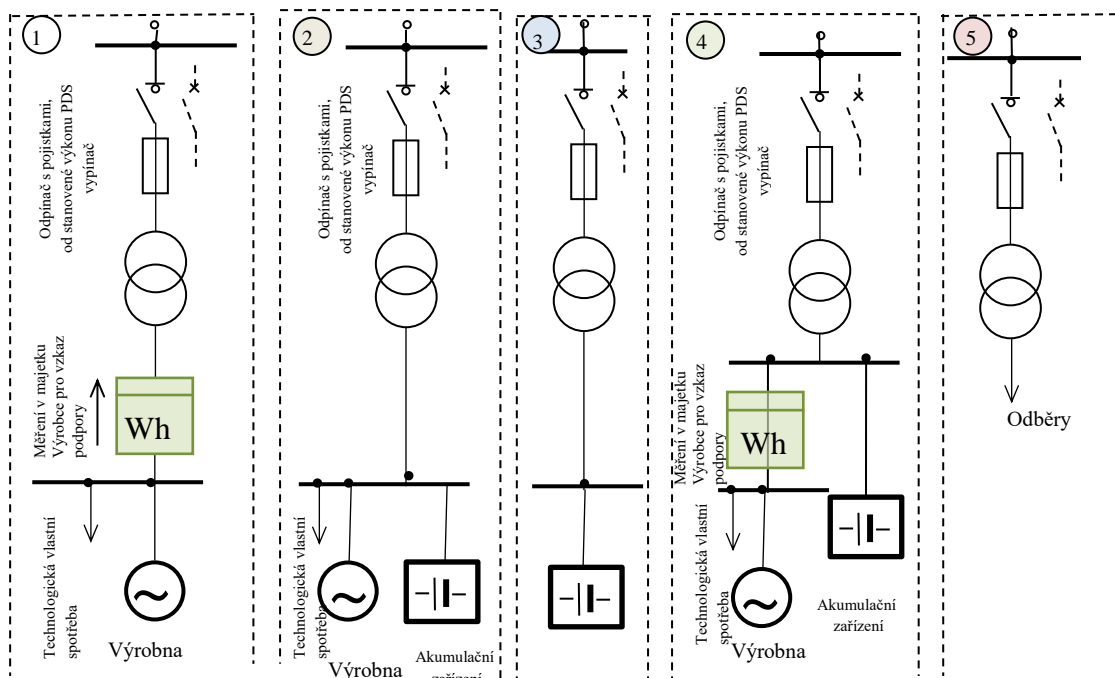 1
Odpínač s pojistkami,
od stanovené výkonu PDS
vypínač
Měření v majetku
Výrobce pro vzkaz
podpory
Wh
Technologická vlastní
spotřeba
Výrobna
2
Odpínač s pojistkami,
od stanovené výkonu PDS
vypínač
Technologická vlastní
spotřeba
Výrobna
Akumulační
zařízení
3
4
Odpínač s pojistkami,
od stanovené výkonu PDS
vypínač
Měření v majetku
Výrobce pro vzkaz
podpory
Wh
Technologická vlastní
spotřeba
Výrobna
Akumulační
zařízení
5
Odběry